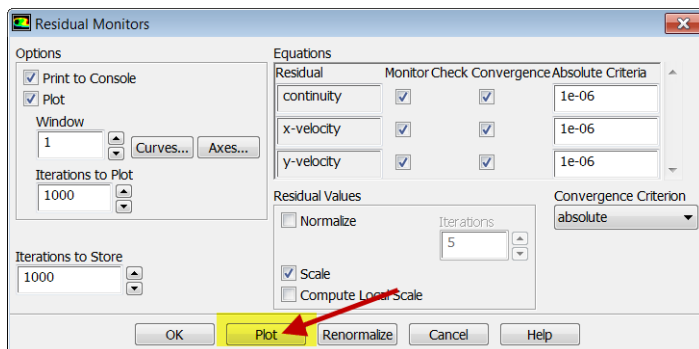 Residual Monitors
Options
Print to Console
Plot
Window
1
Curves... Axes...
Iterations to Plot
1000
Iterations to Store
1000
Equations
Residual Monitor Check Convergence Absolute Criteria
continuity 1e-06
x-velocity 1e-06
y-velocity 1e-06
Residual Values
Normalize
Iterations
5
Scale
Compute Local Scale
Convergence Criterion
absolute
OK Plot Renormalize Cancel Help